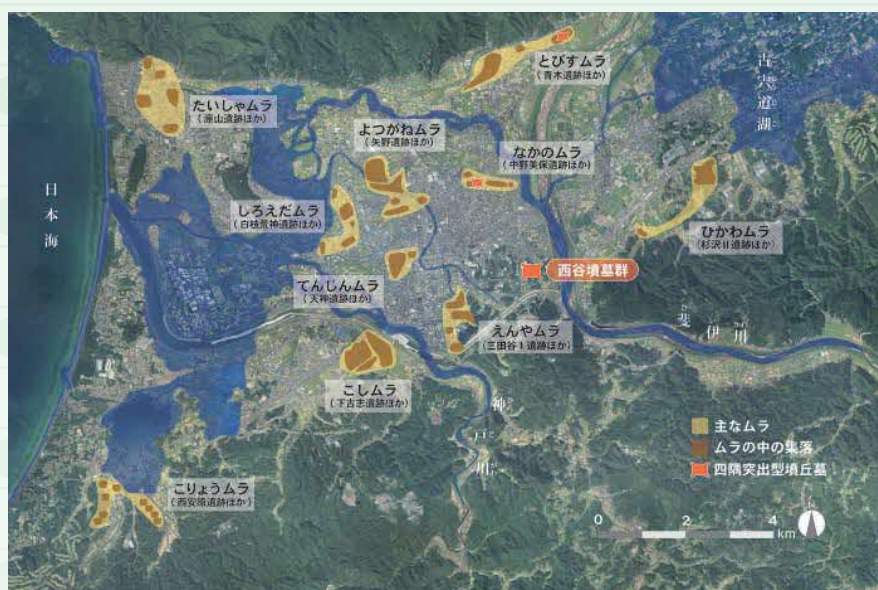 とびすムラ
(青木遺跡ほか)
古宍道湖
たいしゃムラ
(原山遺跡ほか)
よつがねムラ
(矢野遺跡ほか)
なかのムラ
(中野美保遺跡ほか)
日本海
しろえだムラ
(白枝荒神遺跡ほか)
ひかわムラ
(杉沢Ⅱ遺跡ほか)
西谷墳墓群
てんじんムラ
(天神遺跡ほか)
えんやムラ
(三田谷Ⅰ遺跡ほか)
斐伊川
こしムラ
(下古志遺跡ほか)
神戸川
主なムラ
ムラの中の集落
四隅突出型墳丘墓
こりょうムラ
(西安原遺跡ほか)
0 2 4
km